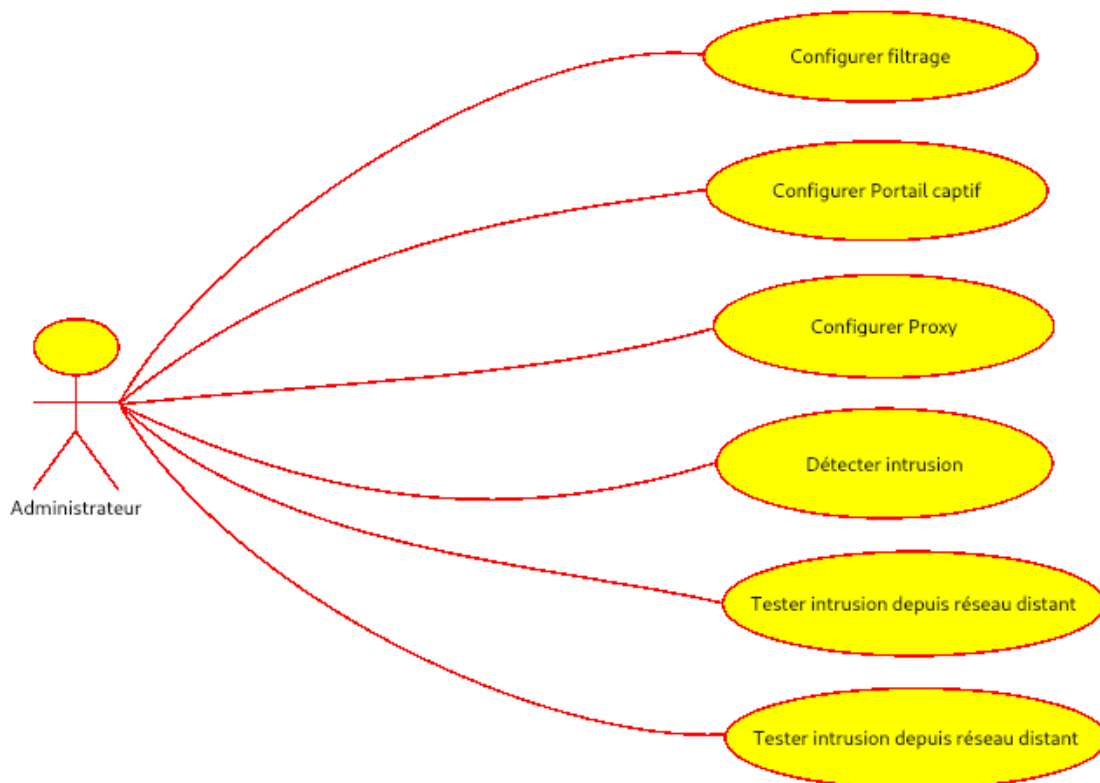 Configurer filtrage
Configurer Portail captif
Configurer Proxy
Détecter intrusion
Administrateur
Tester intrusion depuis réseau distant
Tester intrusion depuis réseau distant